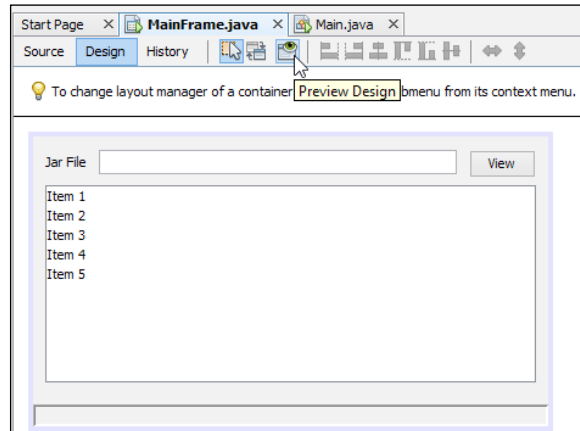 Start Page MainFrame.java Main.java
Source Design History
To change layout manager of a container Preview Design bmenu from its context menu.
Jar File View
Item 1
Item 2
Item 3
Item 4
Item 5